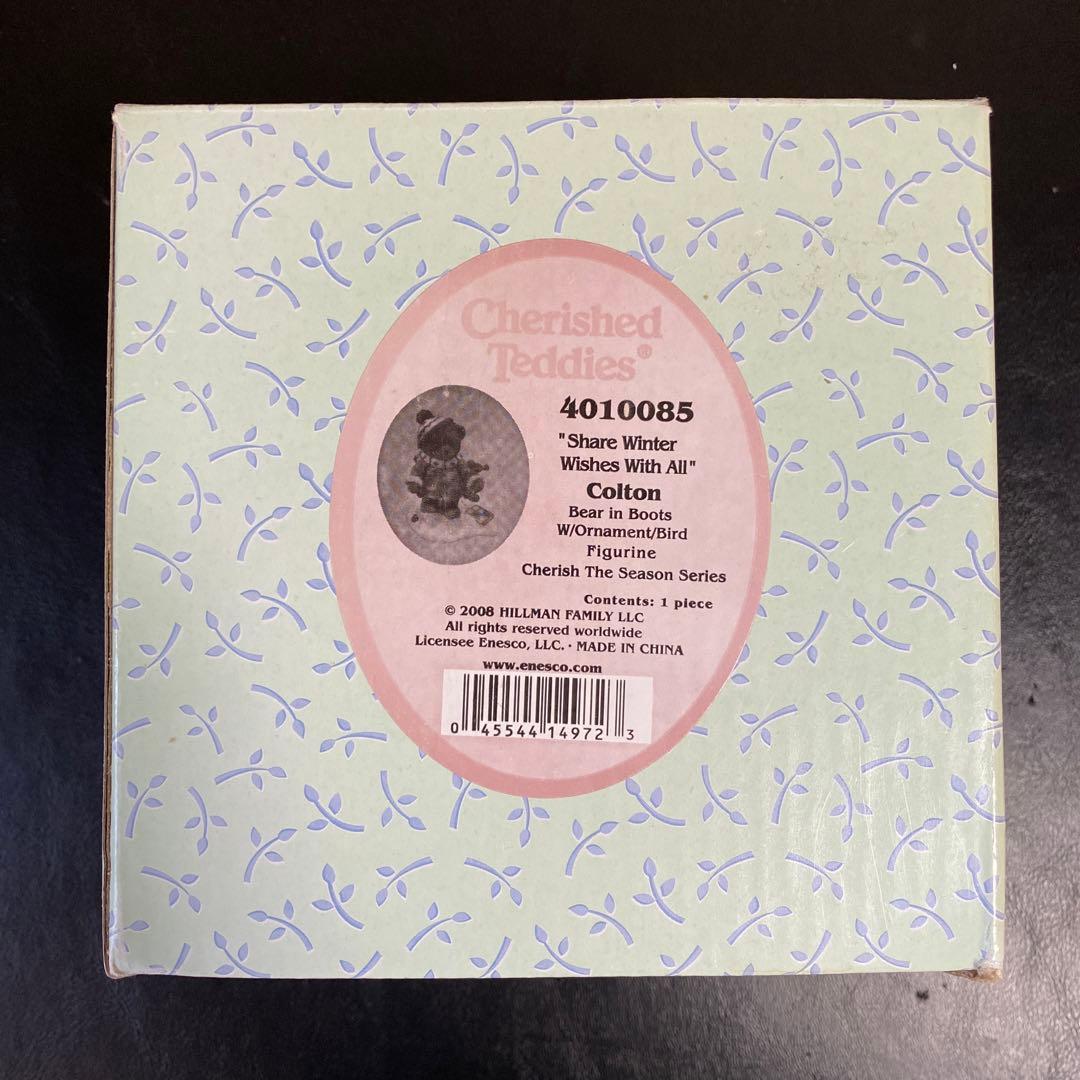 Cherished
Teddies®
4010085
"Share Winter
Wishes With All"
Colton
Bear in Boots
W/Ornament/Bird
Figurine
Cherish The Season Series
Contents: 1 piece
© 2008 HILLMAN FAMILY LLC
All rights reserved worldwide
Licensee Enesco, LLC. · MADE IN CHINA
www.enesco.com
0 45544 14972 3